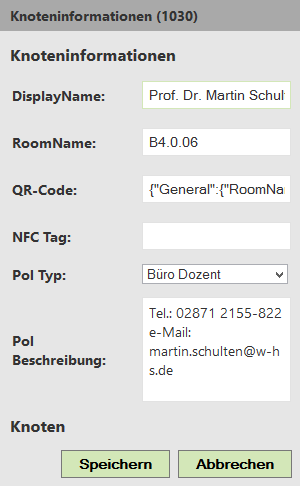 Knoteninformationen (1030)
Knoteninformationen
DisplayName: Prof. Dr. Martin Schul
RoomName: B4.0.06
QR-Code: {"General":{"RoomNa
NFC Tag:
PoI Typ: Büro Dozent
PoI Beschreibung:
Tel.: 02871 2155-822
e-Mail:
martin.schulten@w-h
s.de
Knoten
Speichern Abbrechen